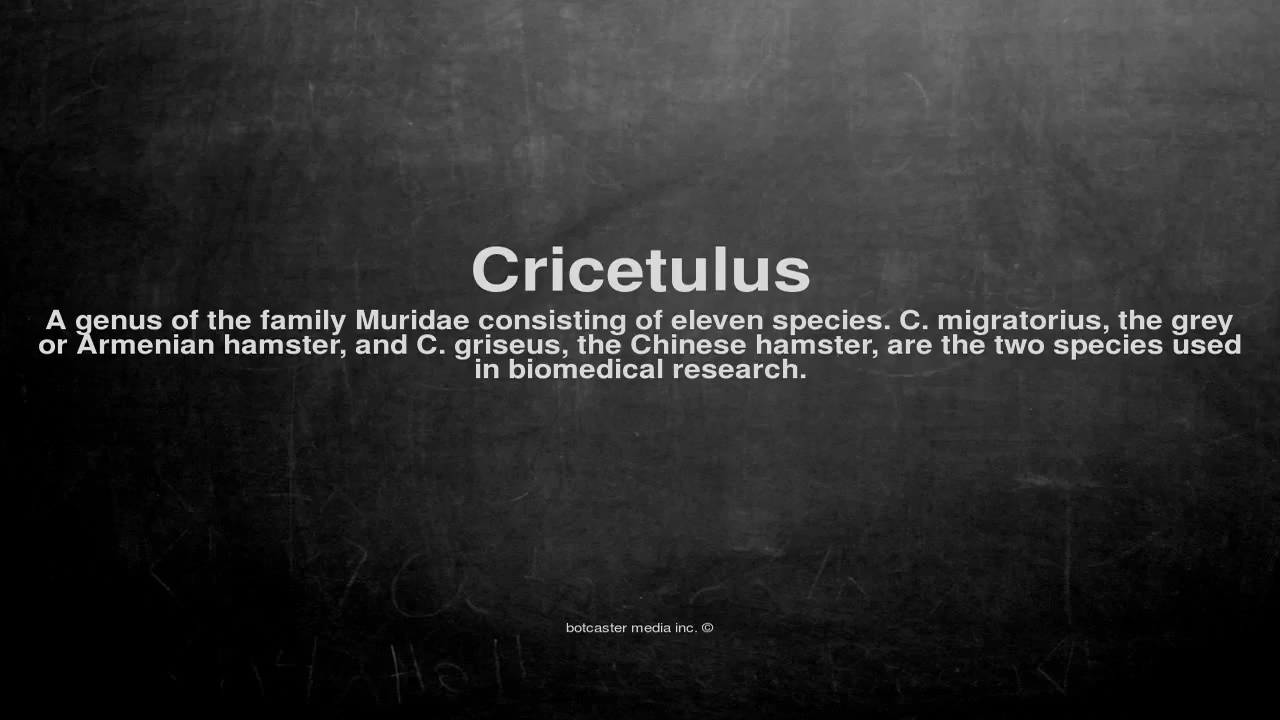 Cricetulus
A genus of the family Muridae consisting of eleven species. C. migratorius, the grey
or Armenian hamster, and C. griseus, the Chinese hamster, are the two species used
in biomedical research.
botcaster media inc. ©